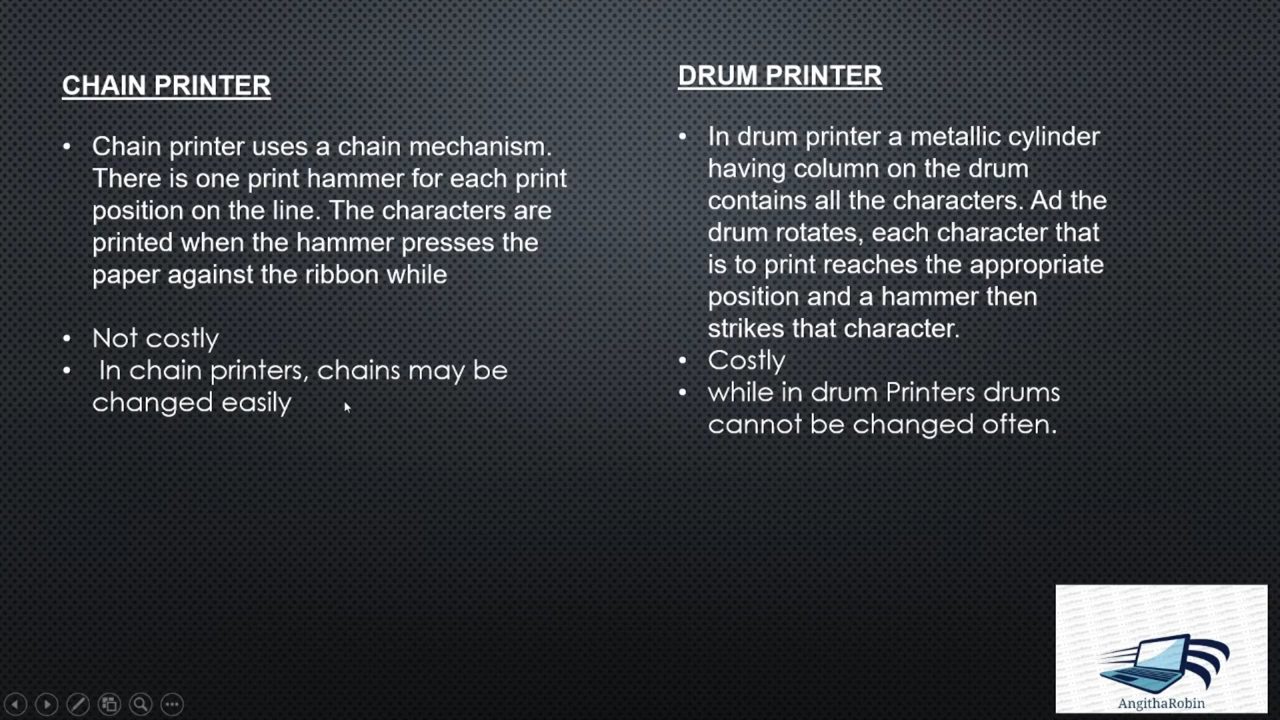 CHAIN PRINTER
• Chain printer uses a chain mechanism.
There is one print hammer for each print
position on the line. The characters are
printed when the hammer presses the
paper against the ribbon while
• Not costly
• In chain printers, chains may be
changed easily
DRUM PRINTER
• In drum printer a metallic cylinder
having column on the drum
contains all the characters. Ad the
drum rotates, each character that
is to print reaches the appropriate
position and a hammer then
strikes that character.
• Costly
• while in drum Printers drums
cannot be changed often.
AngithaRobin